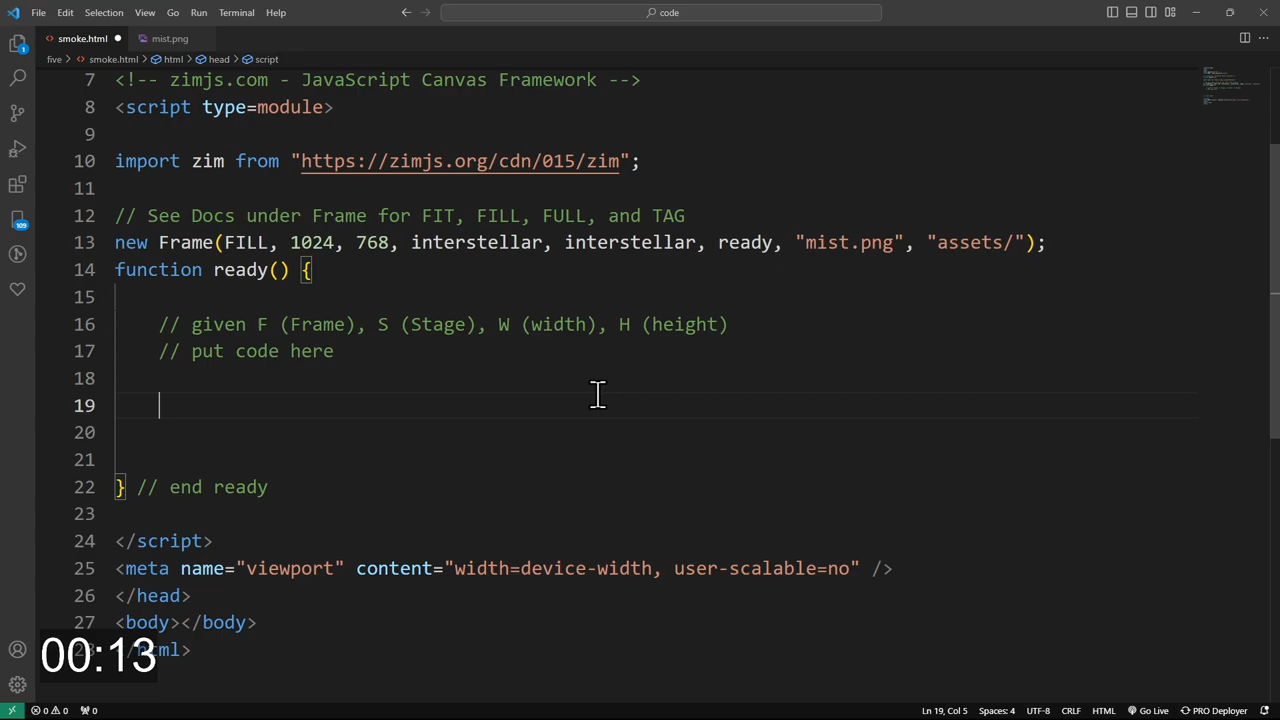 File Edit Selection View Go Run Terminal Help
code
smoke.html
mist.png
five > smoke.html > html > head > script
7 <!-- zimjs.com - JavaScript Canvas Framework -->
8 <script type=module>
9
10 import zim from "https://zimjs.org/cdn/015/zim";
11
12 // See Docs under Frame for FIT, FILL, FULL, and TAG
13 new Frame(FILL, 1024, 768, interstellar, interstellar, ready, "mist.png", "assets/");
14 function ready() {
15
16 // given F (Frame), S (Stage), W (width), H (height)
17 // put code here
18
19
20
21
22 } // end ready
23
24 </script>
25 <meta name="viewport" content="width=device-width, user-scalable=no" />
26 </head>
27 <body></body>
28 </html>
00:13
1
109
0 0 0 Ln 19, Col 5 Spaces: 4 UTF-8 CRLF HTML Go Live PRO Deployer